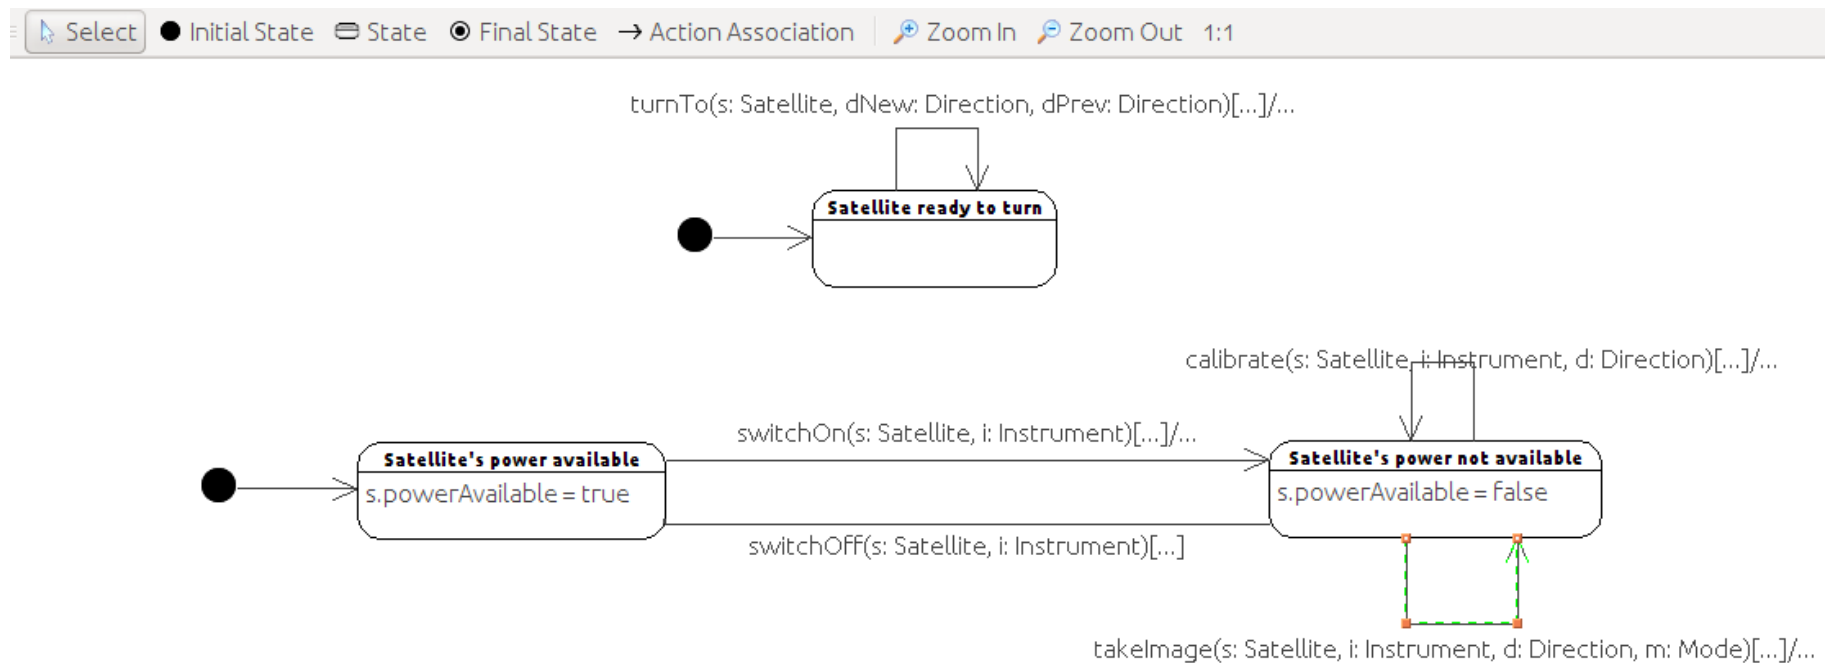 Select Initial State State Final State Action Association Zoom In Zoom Out 1:1
turnTo(s: Satellite, dNew: Direction, dPrev: Direction)[...]/...
Satellite ready to turn
calibrate(s: Satellite, i: Instrument, d: Direction)[...]/...
switchOn(s: Satellite, i: Instrument)[...]/...
Satellite's power available
s.powerAvailable = true
Satellite's power not available
s.powerAvailable = false
switchOff(s: Satellite, i: Instrument)[...]
takeImage(s: Satellite, i: Instrument, d: Direction, m: Mode)[...]/...